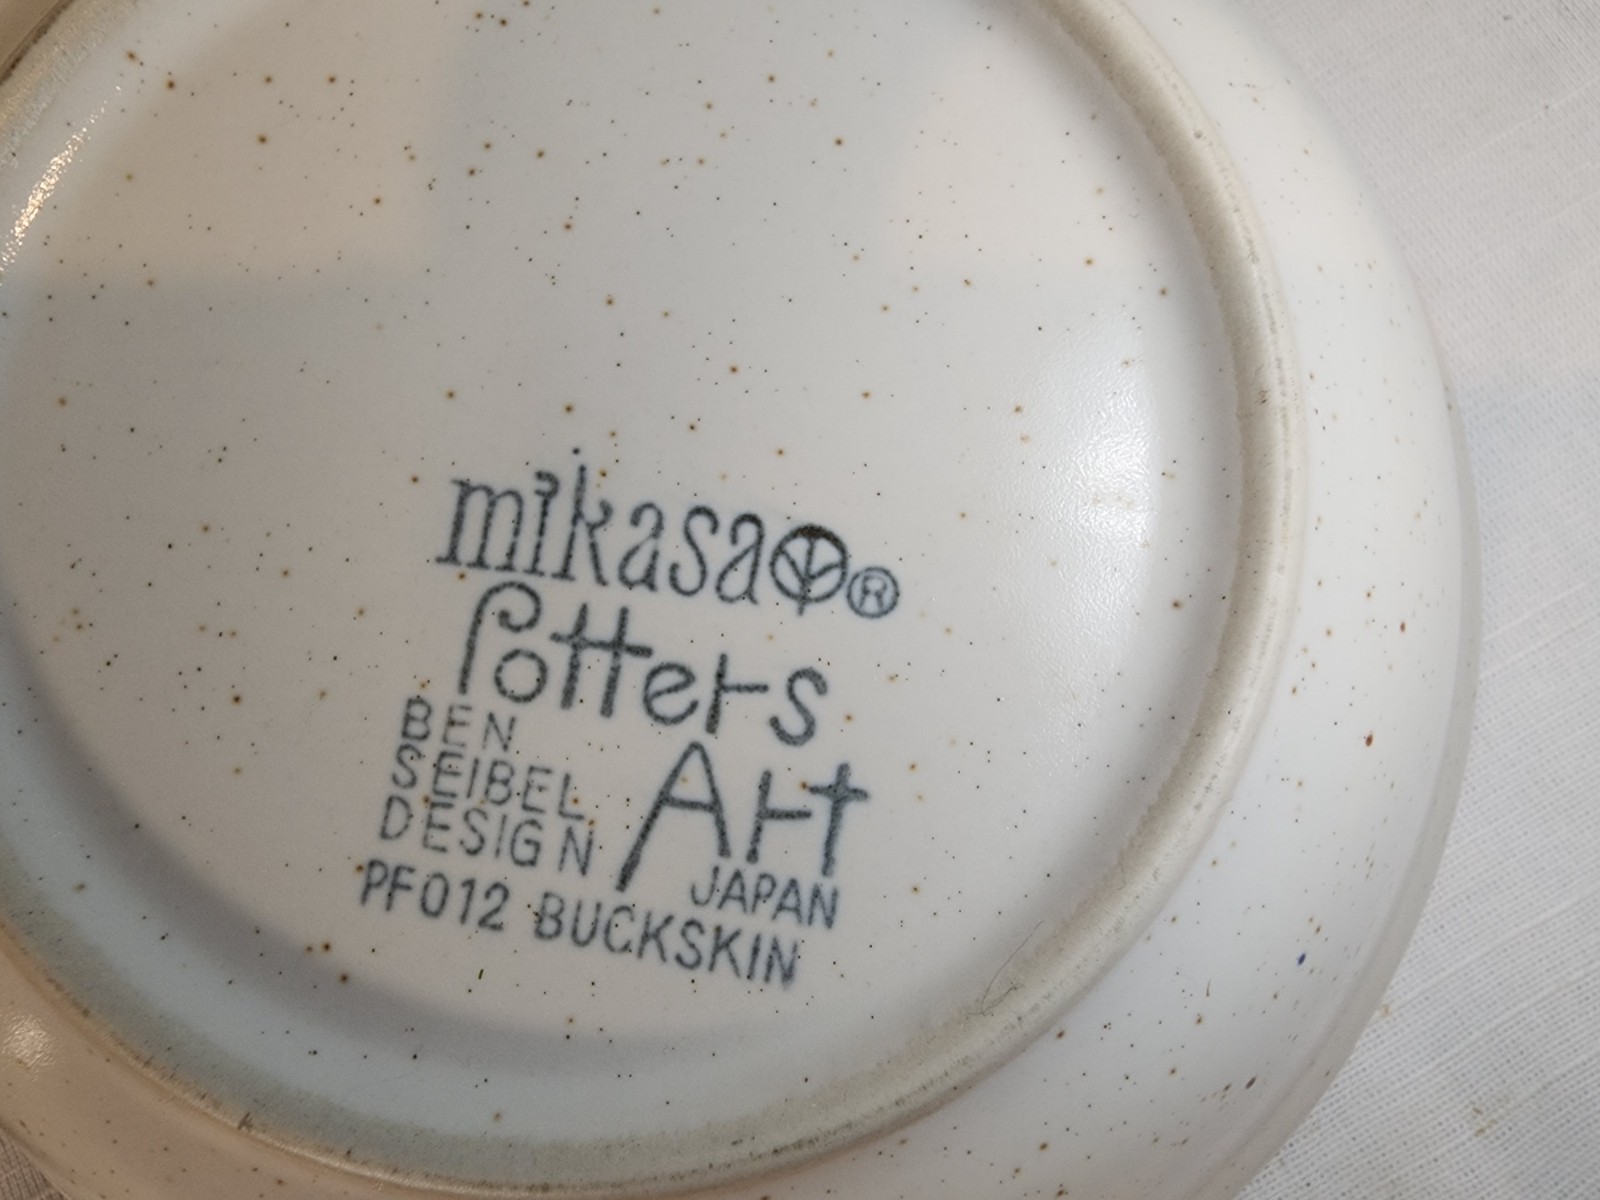 mikasa ®
Potters
Art
BEN
SEIBEL
DESIGN
JAPAN
PF012 BUCKSKIN